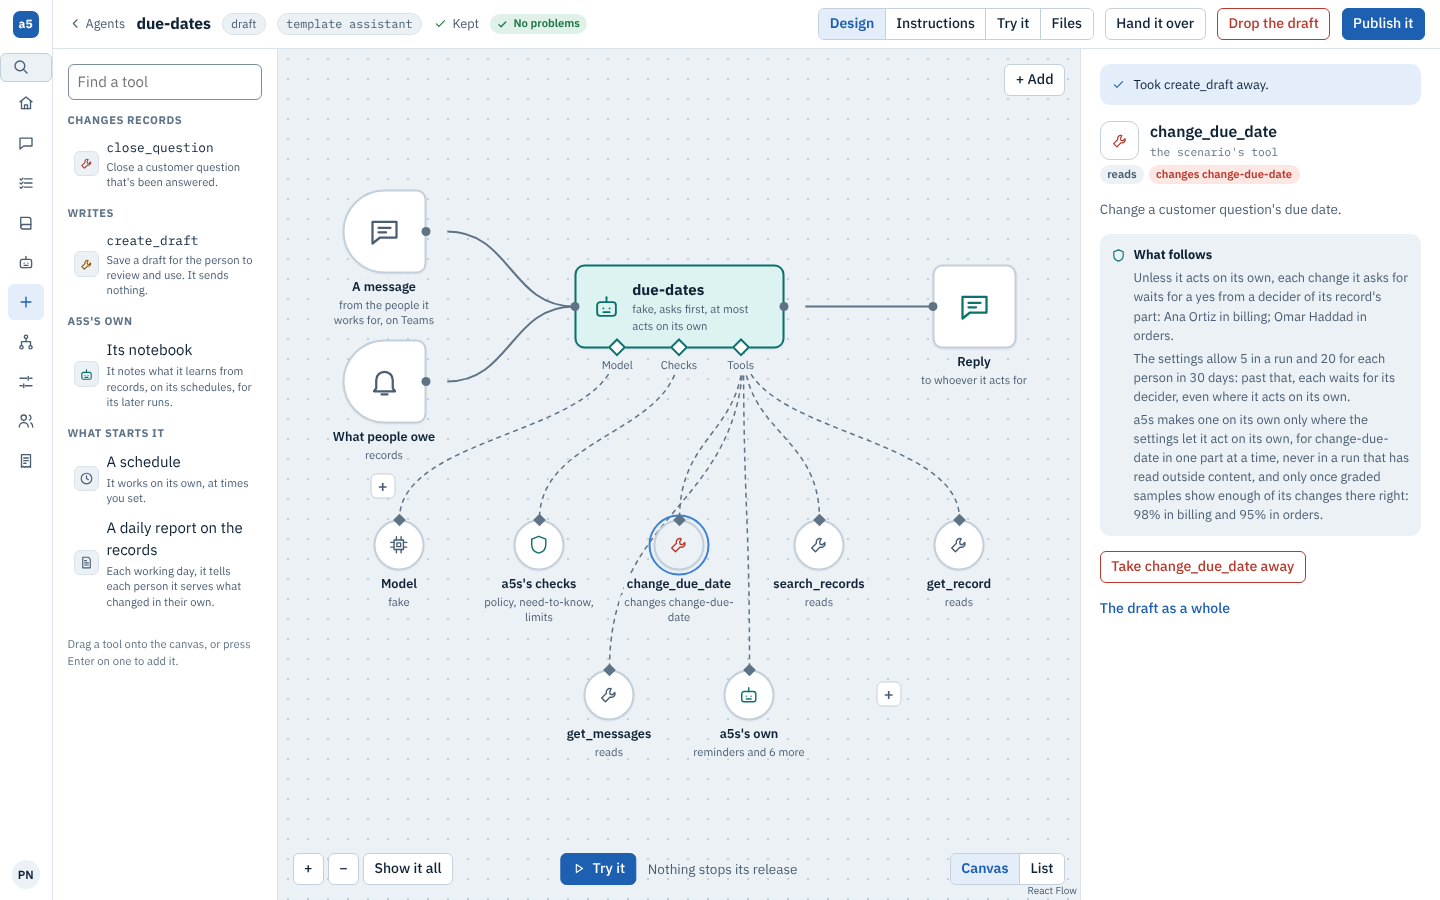 a5
Agents
due-dates
draft
template assistant
Kept
No problems
Design
Instructions
Try it
Files
Hand it over
Drop the draft
Publish it
Find a tool
CHANGES RECORDS
close_question
Close a customer question
that's been answered.
WRITES
create_draft
Save a draft for the person to
review and use. It sends
nothing.
A5S'S OWN
Its notebook
It notes what it learns from
records, on its schedules, for
its later runs.
WHAT STARTS IT
A schedule
It works on its own, at times
you set.
A daily report on the
records
Each working day, it tells
each person it serves what
changed in their own.
Drag a tool onto the canvas, or press
Enter on one to add it.
PN
+ Add
A message
from the people it
works for, on Teams
What people owe
records
+
due-dates
fake, asks first, at most
acts on its own
Model
Checks
Tools
Reply
to whoever it acts for
Model
fake
a5s's checks
policy, need-to-know,
limits
change_due_date
changes change-due-
date
search_records
reads
get_record
reads
get_messages
reads
a5s's own
reminders and 6 more
+
+
−
Show it all
Try it
Nothing stops its release
Canvas
List
React Flow
Took create_draft away.
change_due_date
the scenario's tool
reads
changes change-due-date
Change a customer question's due date.
What follows
Unless it acts on its own, each change it asks for
waits for a yes from a decider of its record's
part: Ana Ortiz in billing; Omar Haddad in
orders.
The settings allow 5 in a run and 20 for each
person in 30 days: past that, each waits for its
decider, even where it acts on its own.
a5s makes one on its own only where the
settings let it act on its own, for change-due-
date in one part at a time, never in a run that has
read outside content, and only once graded
samples show enough of its changes there right:
98% in billing and 95% in orders.
Take change_due_date away
The draft as a whole